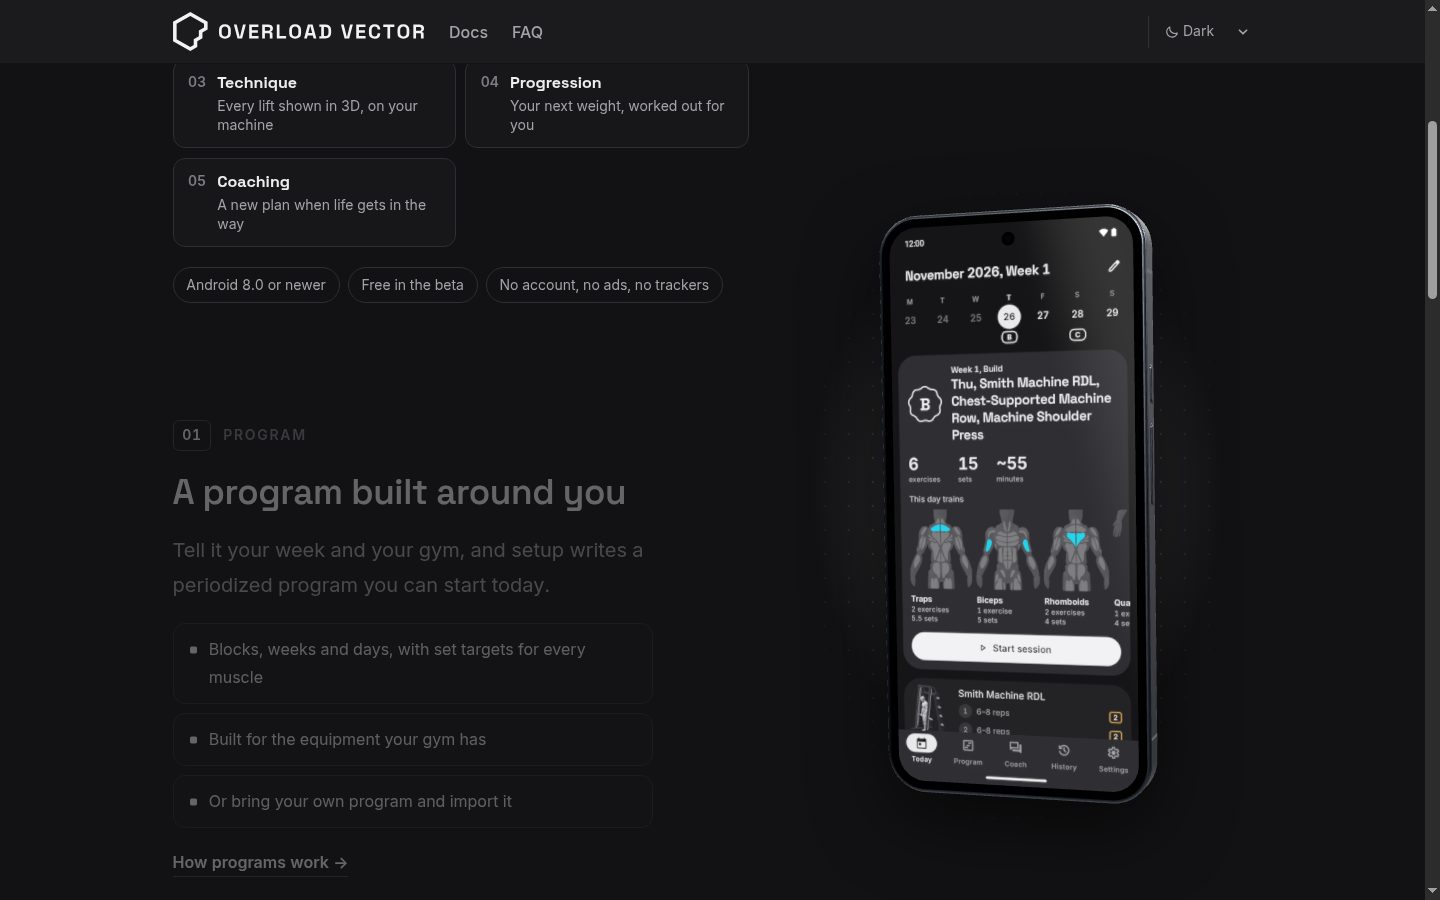 OVERLOAD VECTOR
Docs
FAQ
Dark
03
Technique
Every lift shown in 3D, on your
machine
04
Progression
Your next weight, worked out for
you
05
Coaching
A new plan when life gets in the
way
Android 8.0 or newer
Free in the beta
No account, no ads, no trackers
01
PROGRAM
A program built around you
Tell it your week and your gym, and setup writes a
periodized program you can start today.
Blocks, weeks and days, with set targets for every
muscle
Built for the equipment your gym has
Or bring your own program and import it
How programs work →
12:00
November 2026, Week 1
M T W T F S S
23 24 25 26 27 28 29
B C
Week 1, Build
B
Thu, Smith Machine RDL,
Chest-Supported Machine
Row, Machine Shoulder
Press
6 15 ~55
exercises sets minutes
This day trains
Traps Biceps Rhomboids Qua
2 exercises 1 exercise 2 exercises 1 ex
5.5 sets 5 sets 4 sets 4 se
Start session
Smith Machine RDL
1 6–8 reps 2
2 6–8 reps 2
Today Program Coach History Settings